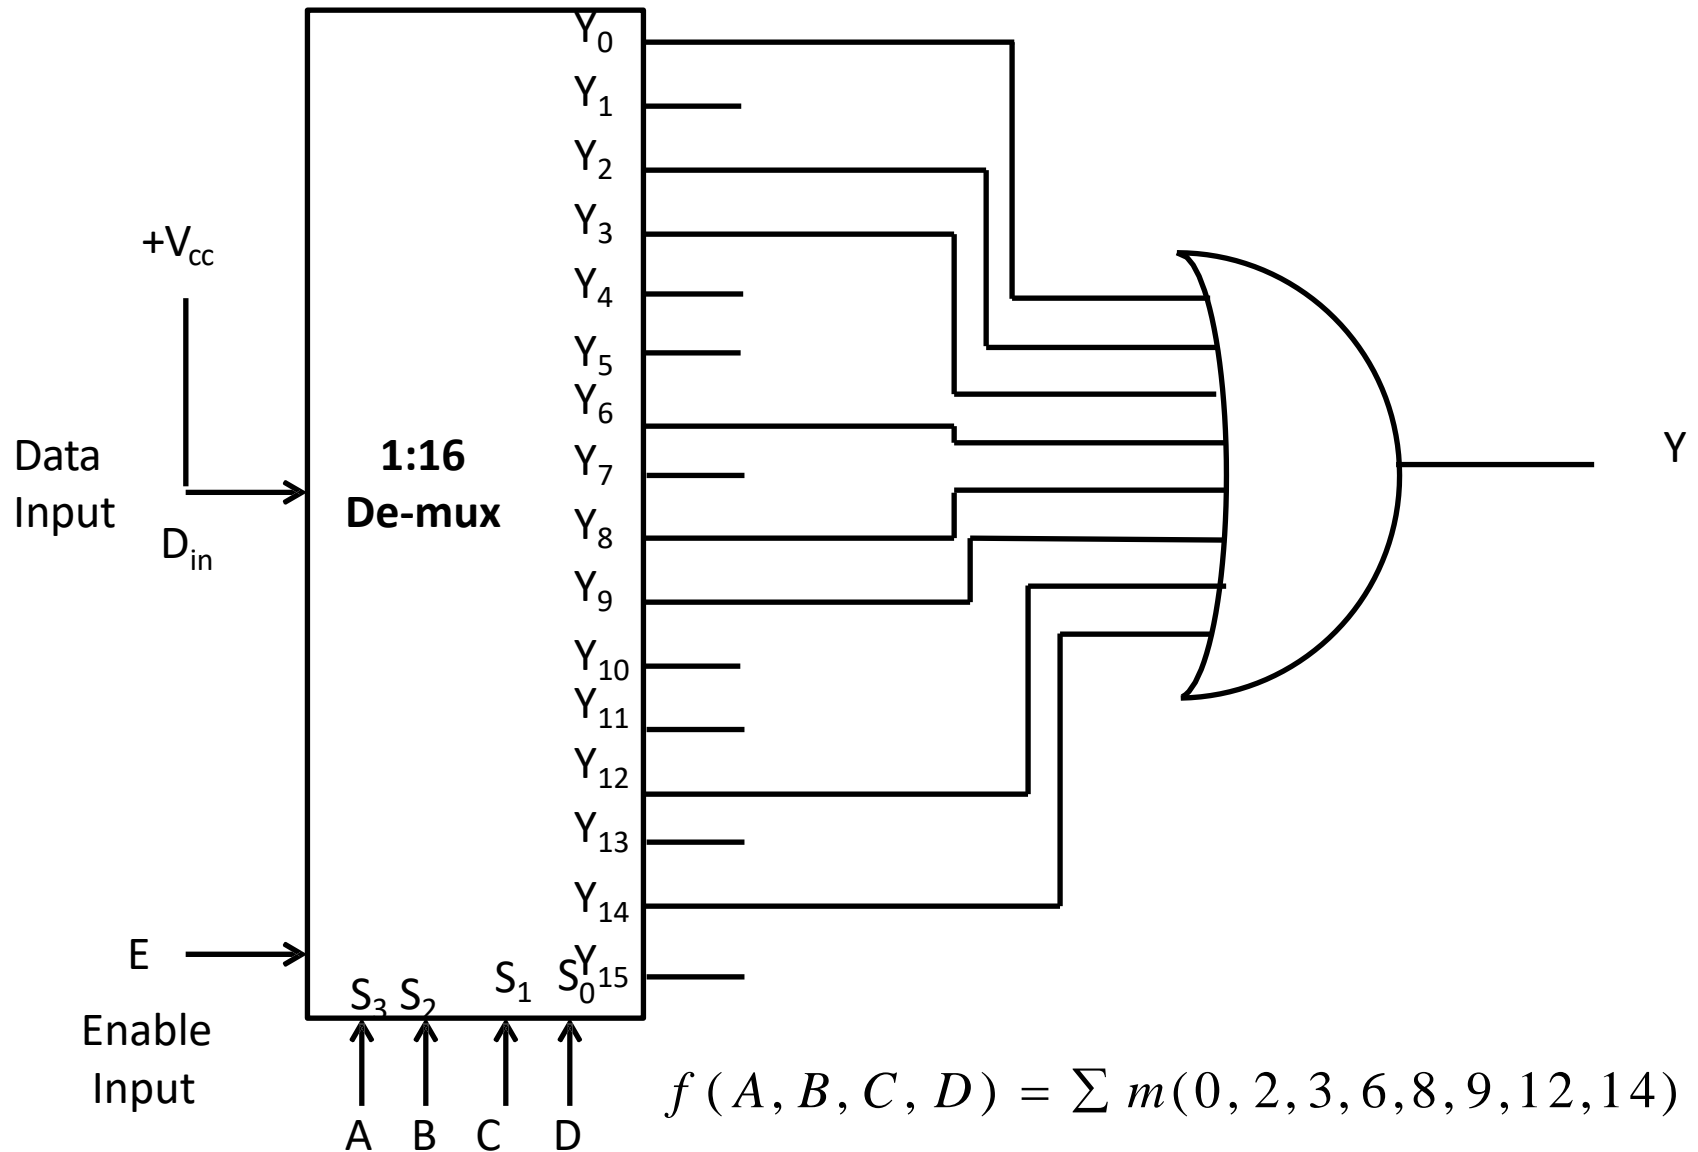 Y0
Y1
Y2
Y3
+Vcc
Y4
Y5
Y6
Data
Input
1:16
De-mux
Y7
Y
Din
Y8
Y9
Y10
Y11
Y12
Y13
Y14
E
Y15
S3 S2 S1 S0
Enable
Input
A B C D
f ( A, B, C, D) = ∑ m(0, 2, 3, 6, 8, 9, 12, 14)